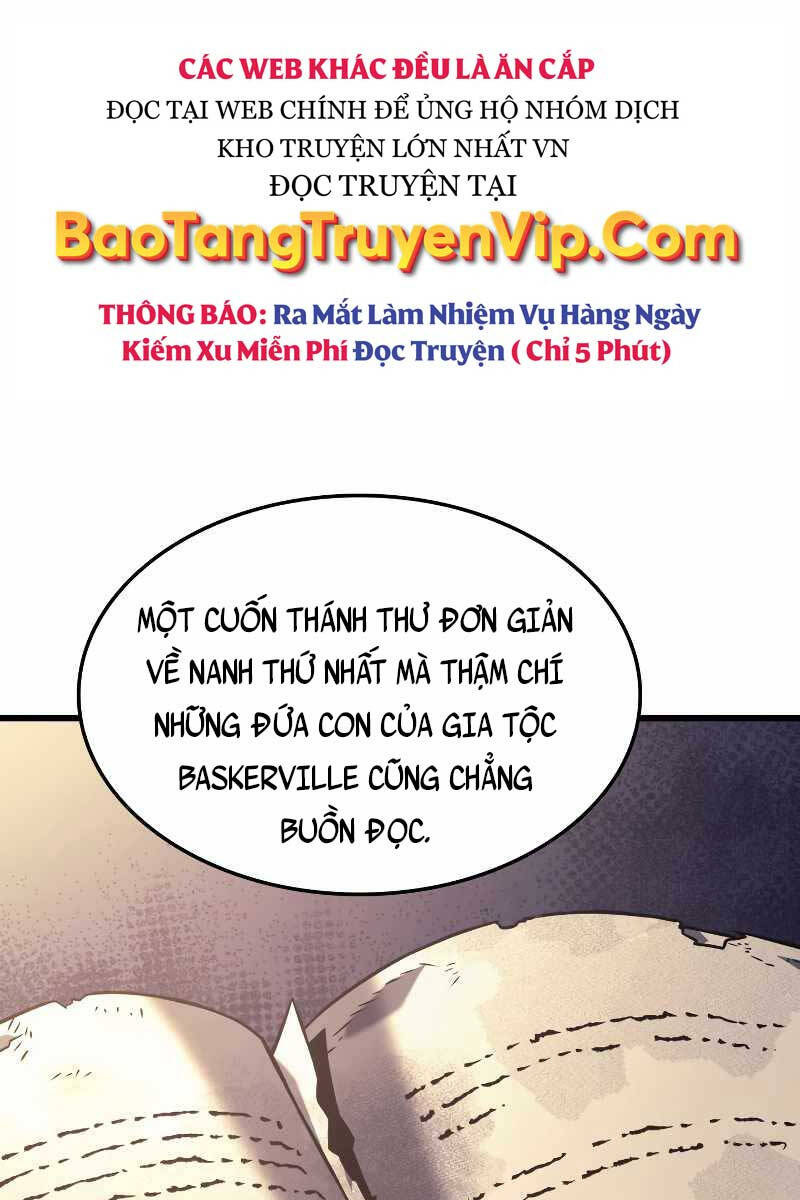 CÁC WEB KHÁC ĐỀU LÀ ĂN CẮP
ĐỌC TẠI WEB CHÍNH ĐỂ ỦNG HỘ NHÓM DỊCH
KHO TRUYỆN LỚN NHẤT VN
ĐỌC TRUYỆN TẠI
BaoTangTruyenVip.Com
THÔNG BÁO: Ra Mắt Làm Nhiệm Vụ Hàng Ngày
Kiếm Xu Miễn Phí Đọc Truyện ( Chỉ 5 Phút)
MỘT CUỐN THÁNH THƯ ĐƠN GIẢN
VỀ NANH THỨ NHẤT MÀ THẬM CHÍ
NHỮNG ĐỨA CON CỦA GIA TỘC
BASKERVILLE CŨNG CHẲNG
BUỒN ĐỌC.